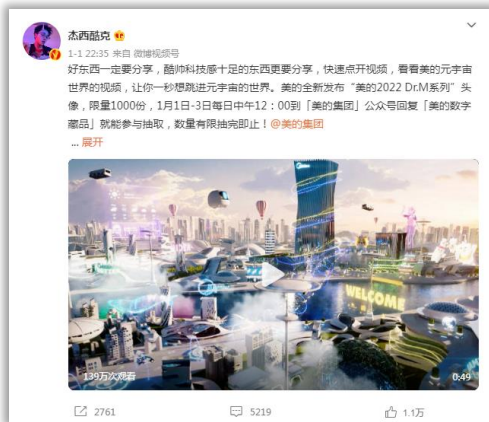 杰西酷克
1-1 22:35 来自 微博视频号
好东西一定要分享，酷帅科技感十足的东西更要分享，快速点开视频，看看美的元宇宙
世界的视频，让你一秒想跳进元宇宙的世界。美的全新发布“美的2022 Dr.M系列”头
像，限量1000份，1月1日-3日每日中午12：00到「美的集团」公众号回复「美的数字
藏品」就能参与抽取，数量有限抽完即止！@美的集团
... 展开
WELCOME
139万次观看
0:49
2761
5219
1.1万